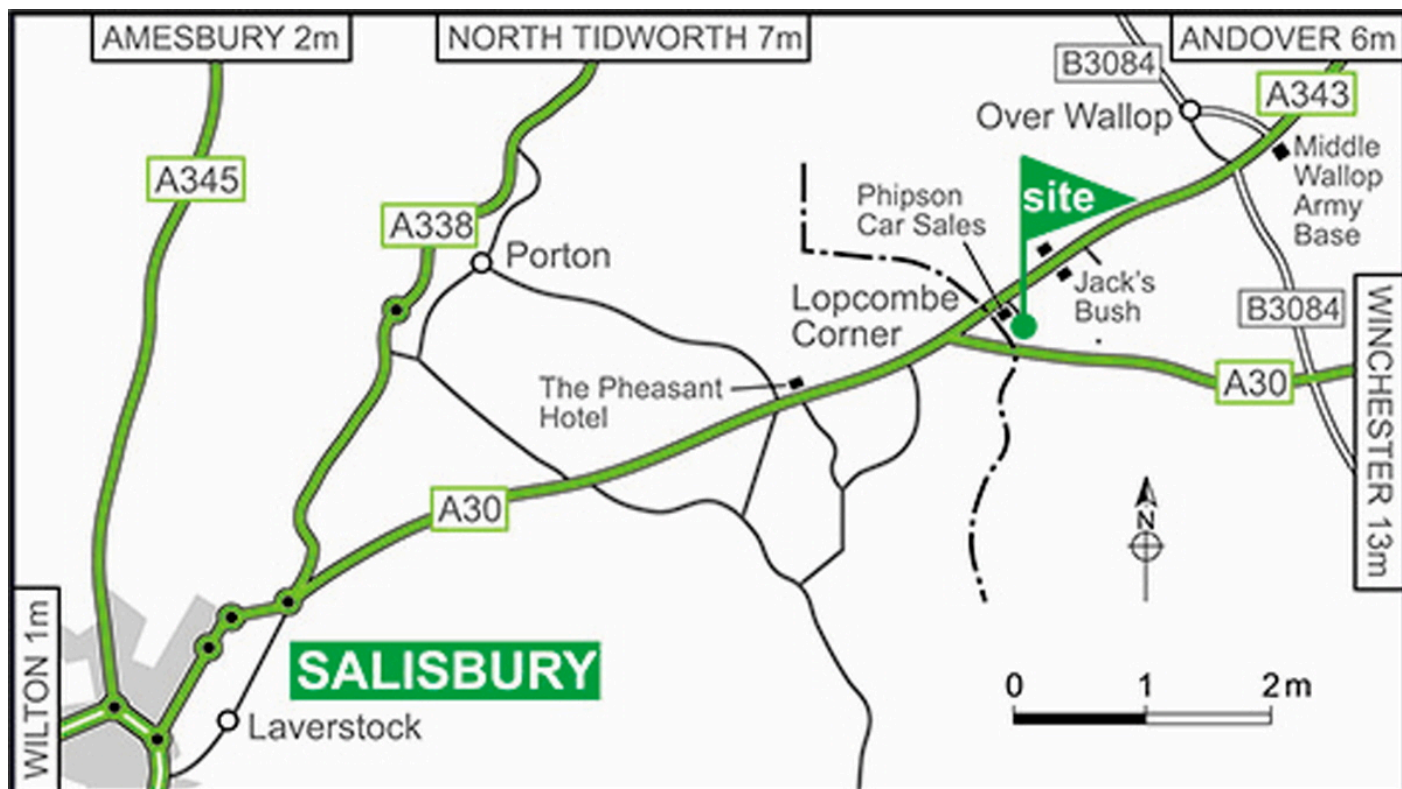 AMESBURY 2m
NORTH TIDWORTH 7m
ANDOVER 6m
B3084
A343
Over Wallop
Middle
Wallop
Army
Base
A345
A338
Phipson
Car Sales
site
Porton
Jack's
Bush
Lopcombe
Corner
B3084
WINCHESTER 13m
The Pheasant
Hotel
A30
A30
N
WILTON 1m
SALISBURY
0 1 2m
Laverstock